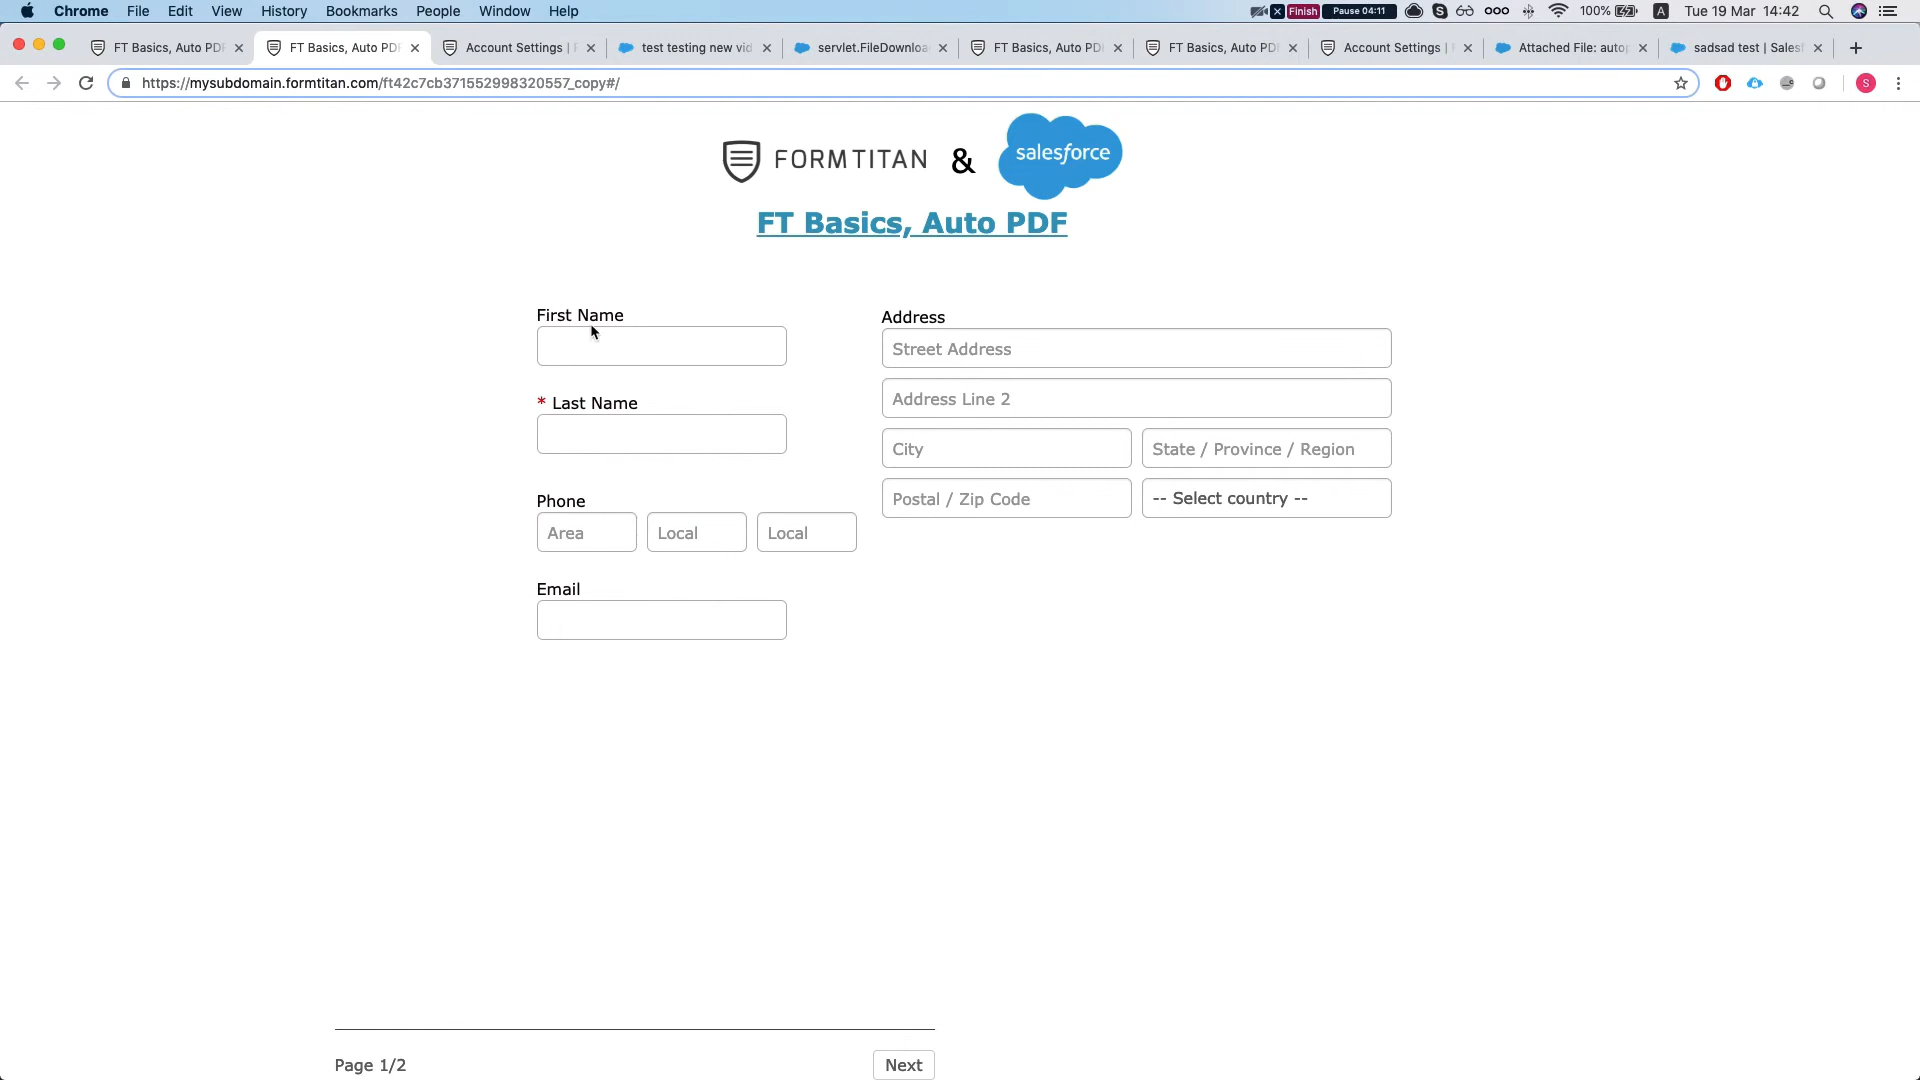 Chrome File Edit View History Bookmarks People Window Help Finish Pause 04:11 100% A Tue 19 Mar 14:42
FT Basics, Auto PDF FT Basics, Auto PDF Account Settings | test testing new vid servlet.FileDownloa FT Basics, Auto PD FT Basics, Auto PD Account Settings | Attached File: autop sadsad test | Sales
https://mysubdomain.formtitan.com/ft42c7cb371552998320557_copy#/ S
FORMTITAN & salesforce
FT Basics, Auto PDF
First Name
* Last Name
Phone
Area Local Local
Email
Address
Street Address
Address Line 2
City State / Province / Region
Postal / Zip Code -- Select country --
Page 1/2 Next